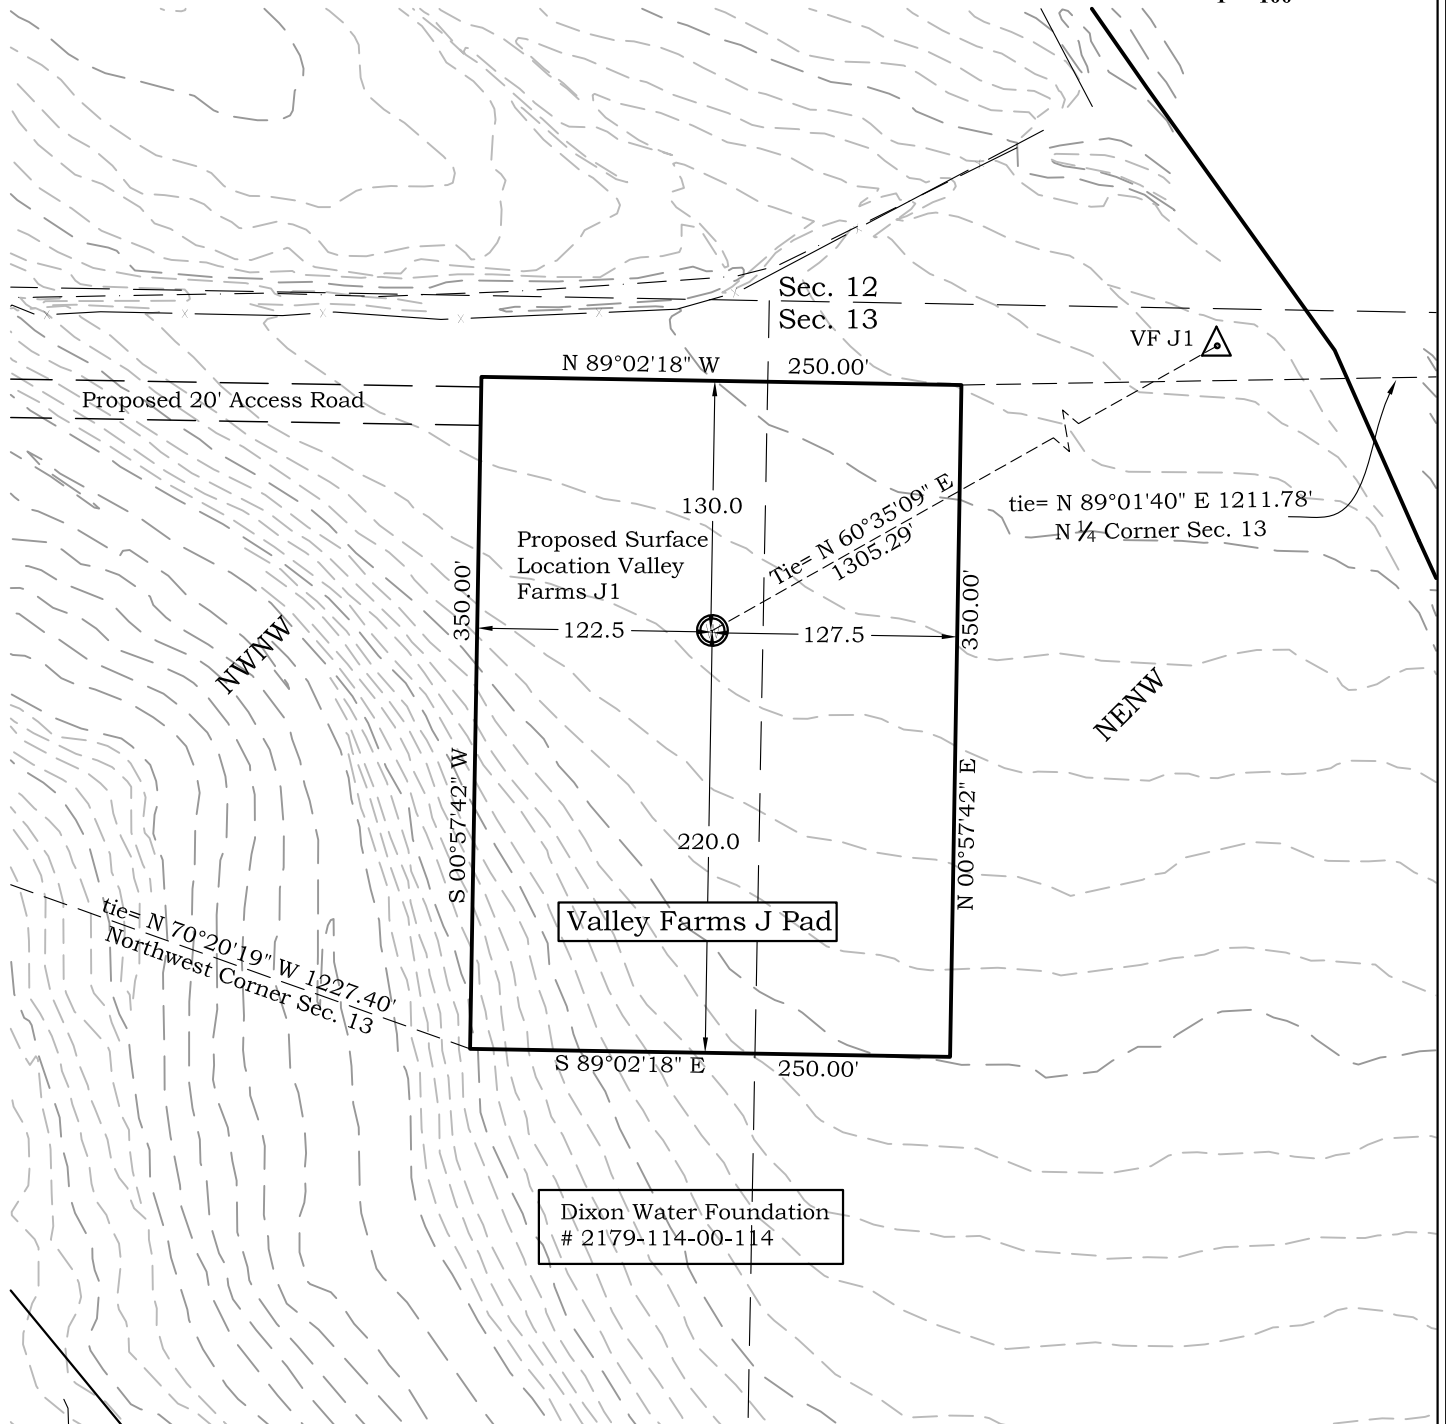 Sec. 12
Sec. 13
VF J1
N 89°02'18" W 250.00'
Proposed 20' Access Road
130.0
Tie= N 60°35'09" E
1305.29'
tie= N 89°01'40" E 1211.78'
N ¼ Corner Sec. 13
Proposed Surface
Location Valley
Farms J1
350.00'
122.5
127.5
350.00'
NWNW
NENW
S 00°57'42" W
N 00°57'42" E
220.0
Valley Farms J Pad
tie= N 70°20'19" W 1227.40'
Northwest Corner Sec. 13
S 89°02'18" E 250.00'
Dixon Water Foundation
# 2179-114-00-114